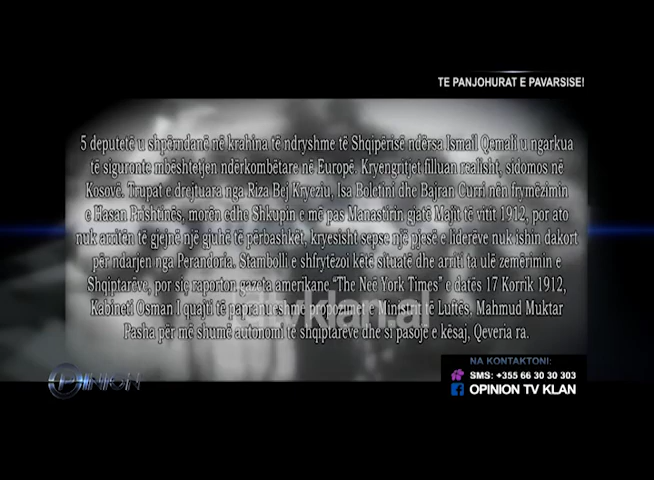 TE PANJOHURAT E PAVARSISE!
5 deputetë u shpërndanë në krahina të ndryshme të Shqipërisë ndërsa Ismail Qemali u ngarkua
të siguronte mbështetjen ndërkombëtare në Europë. Kryengritjet filluan realisht, sidomos në
Kosovë. Trupat e drejtuara nga Riza Bej Kryeziu, Isa Boletini dhe Bajran Curri nën frymëzimin
e Hasan Prishtinës, morën edhe Shkupin e më pas Manastirin gjatë Majit të vitit 1912, por ato
nuk arritën të gjejnë një gjuhë të përbashkët, kryesisht sepse një pjesë e liderëve nuk ishin dakort
për ndarjen nga Perandoria. Stambolli e shfrytëzoi këtë situatë dhe arriti ta ulë zemërimin e
Shqiptarëve, por siç raporton gazeta amerikane "The Neë York Times" e datës 17 Korrik 1912,
Kabineti Osman I quajti të papranueshme propozimet e Ministrit të Luftës, Mahmud Muktar
Pasha për më shumë autonomi të shqiptarëve dhe si pasojë e kësaj, Qeveria ra.
tvklan.al
OPINION
NA KONTAKTONI:
SMS: +355 66 30 30 303
OPINION TV KLAN